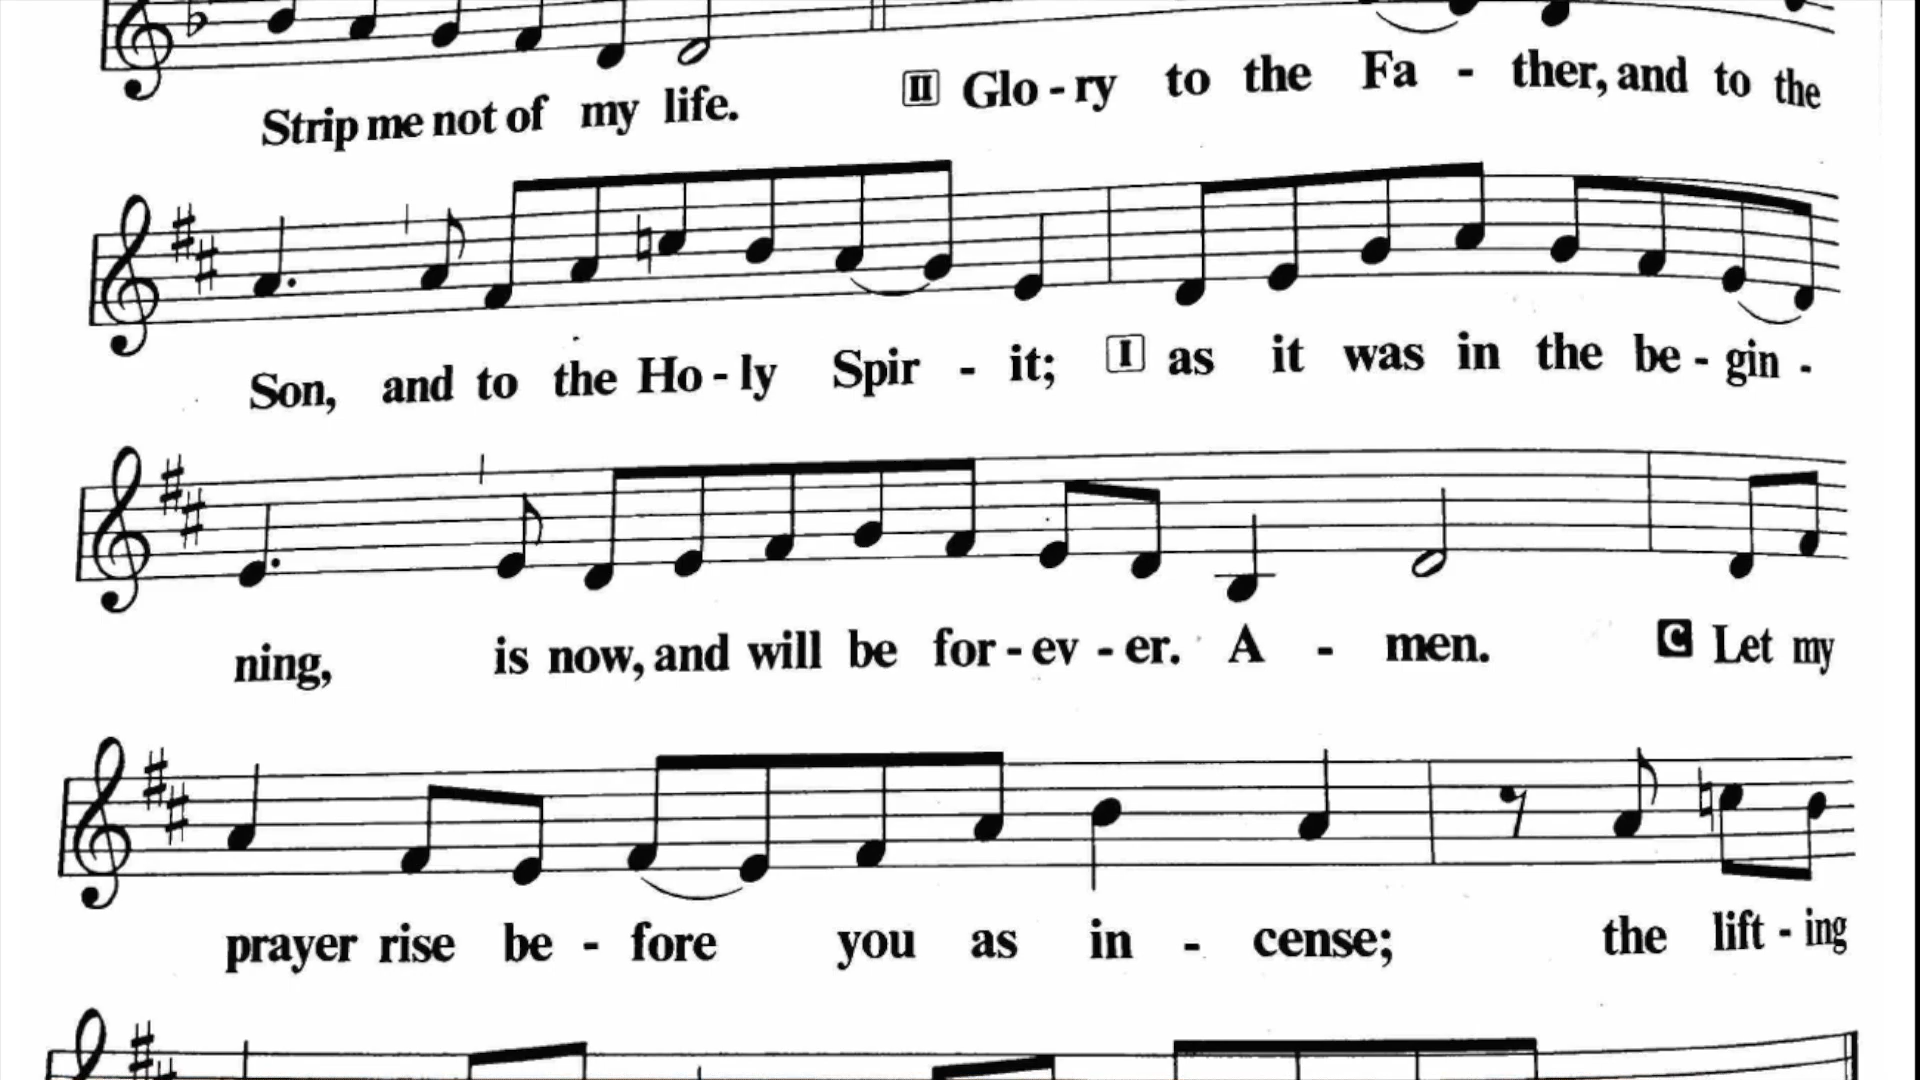 Strip me not of my life. II Glo - ry to the Fa - ther, and to the
Son, and to the Ho - ly Spir - it; I as it was in the be - gin -
ning, is now, and will be for - ev - er. A - men. C Let my
prayer rise be - fore you as in - cense; the lift - ing